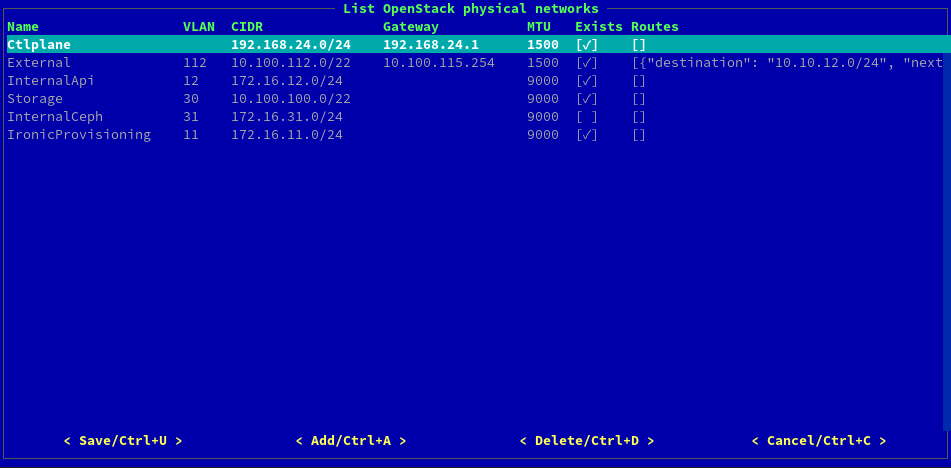 List OpenStack physical networks
Name VLAN CIDR Gateway MTU Exists Routes
Ctlplane 192.168.24.0/24 192.168.24.1 1500 [✓] []
External 112 10.100.112.0/22 10.100.115.254 1500 [✓] [{"destination": "10.10.12.0/24", "next
InternalApi 12 172.16.12.0/24 9000 [✓] []
Storage 30 10.100.100.0/22 9000 [✓] []
InternalCeph 31 172.16.31.0/24 9000 [ ] []
IronicProvisioning 11 172.16.11.0/24 9000 [✓] []
< Save/Ctrl+U > < Add/Ctrl+A > < Delete/Ctrl+D > < Cancel/Ctrl+C >